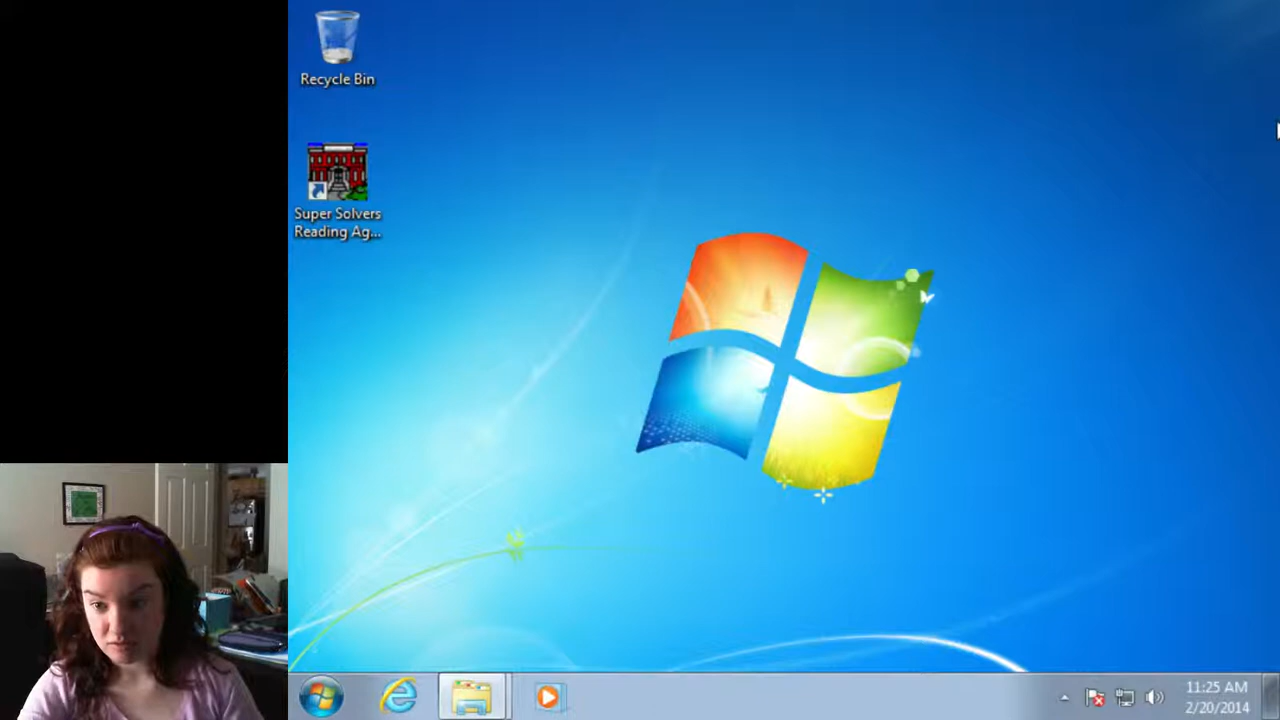 Recycle Bin
Super Solvers
Reading Ag...
11:25 AM
2/20/2014